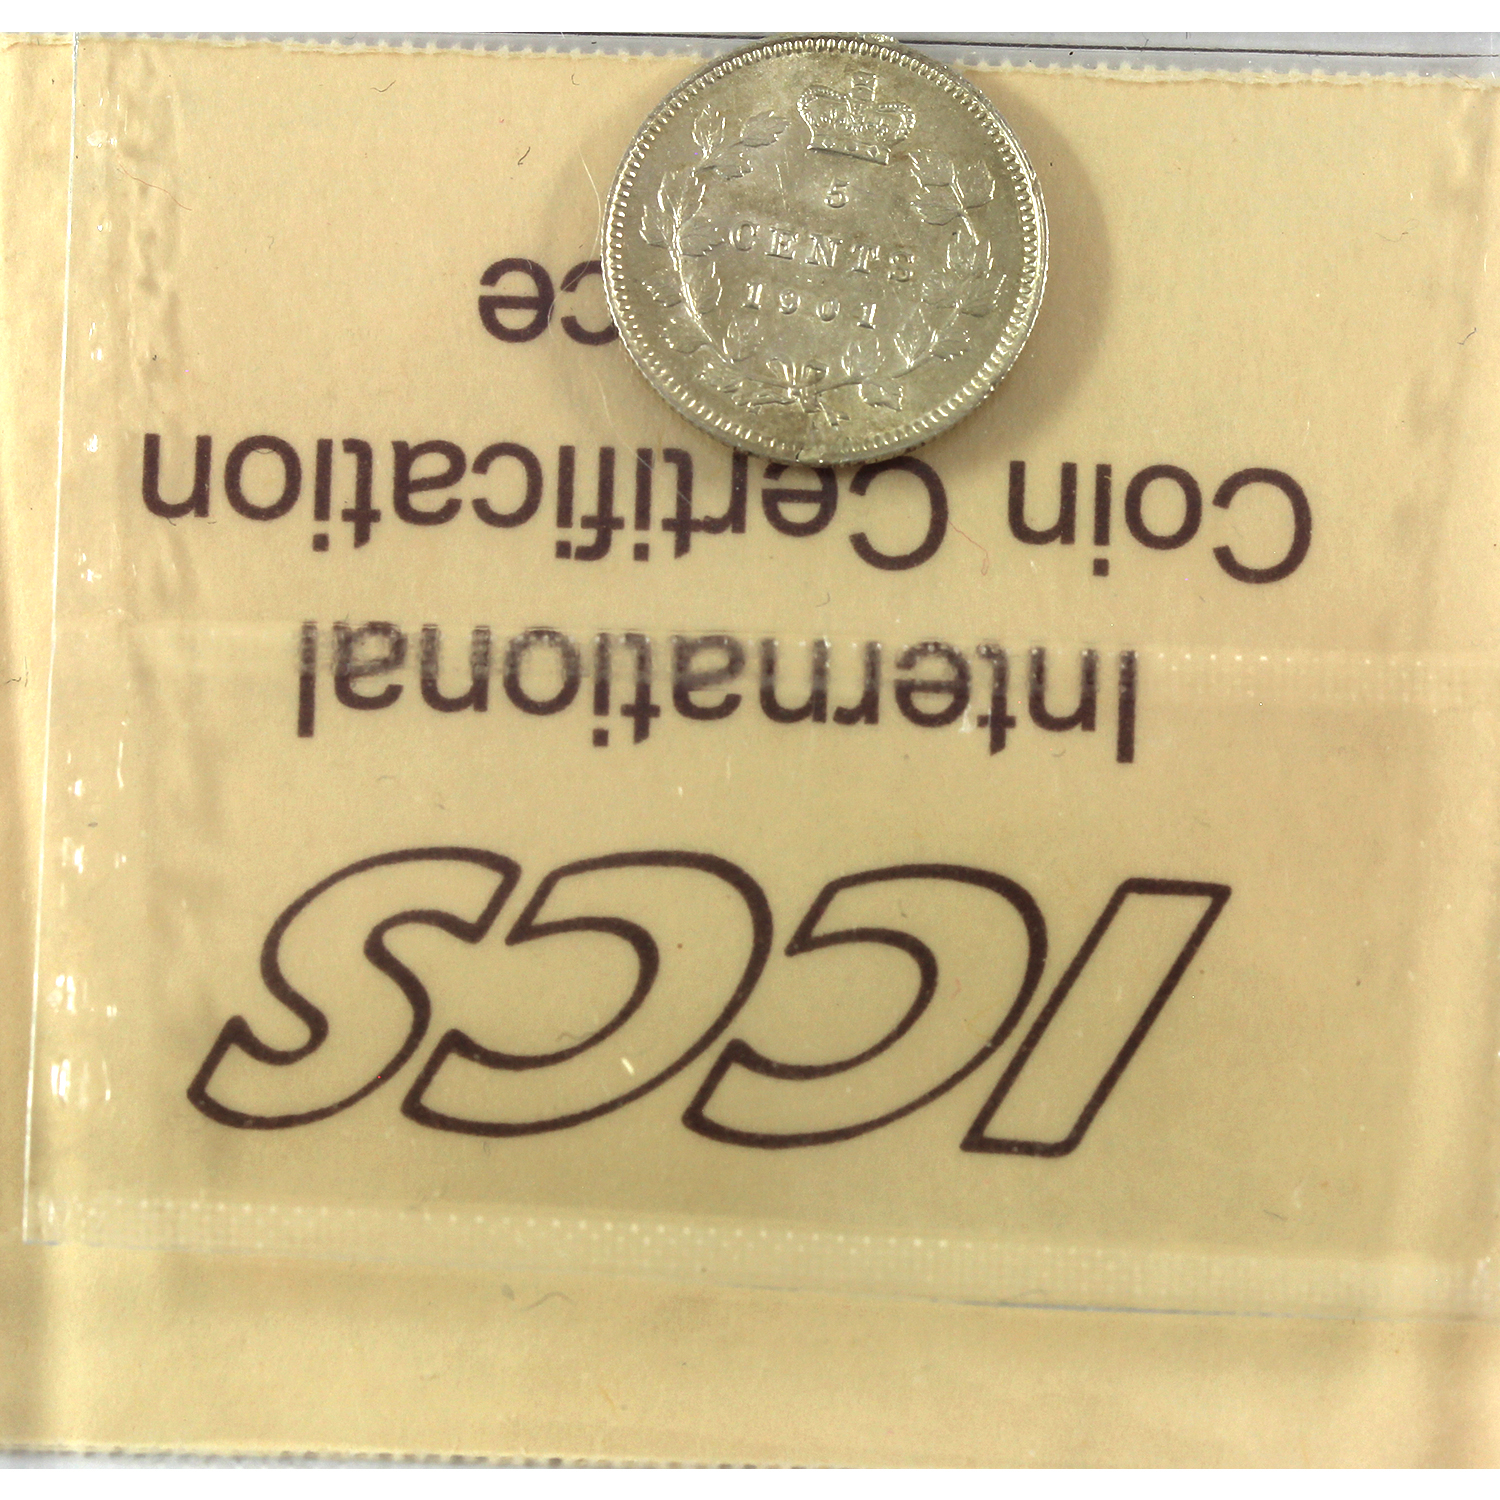 5
CENTS
1901
ICCS
International
Coin Certification
ce